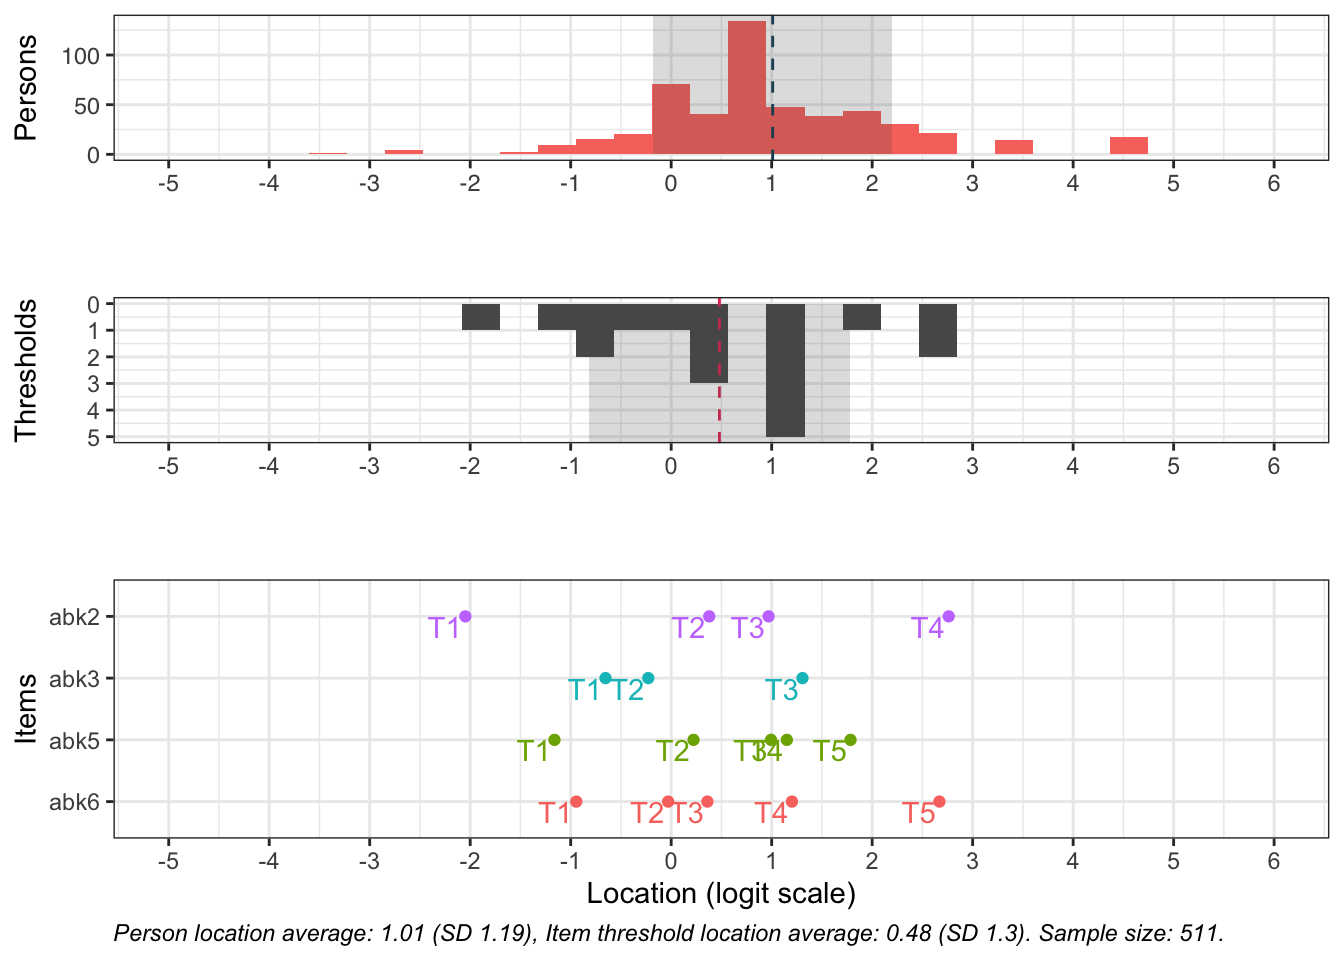 Persons
100
50
0
-5 -4 -3 -2 -1 0 1 2 3 4 5 6
Thresholds
0
1
2
3
4
5
-5 -4 -3 -2 -1 0 1 2 3 4 5 6
Items
abk2 T1 T2 T3 T4
abk3 T1 T2 T3
abk5 T1 T2 T3 T4 T5
abk6 T1 T2 T3 T4 T5
-5 -4 -3 -2 -1 0 1 2 3 4 5 6
Location (logit scale)
Person location average: 1.01 (SD 1.19), Item threshold location average: 0.48 (SD 1.3). Sample size: 511.